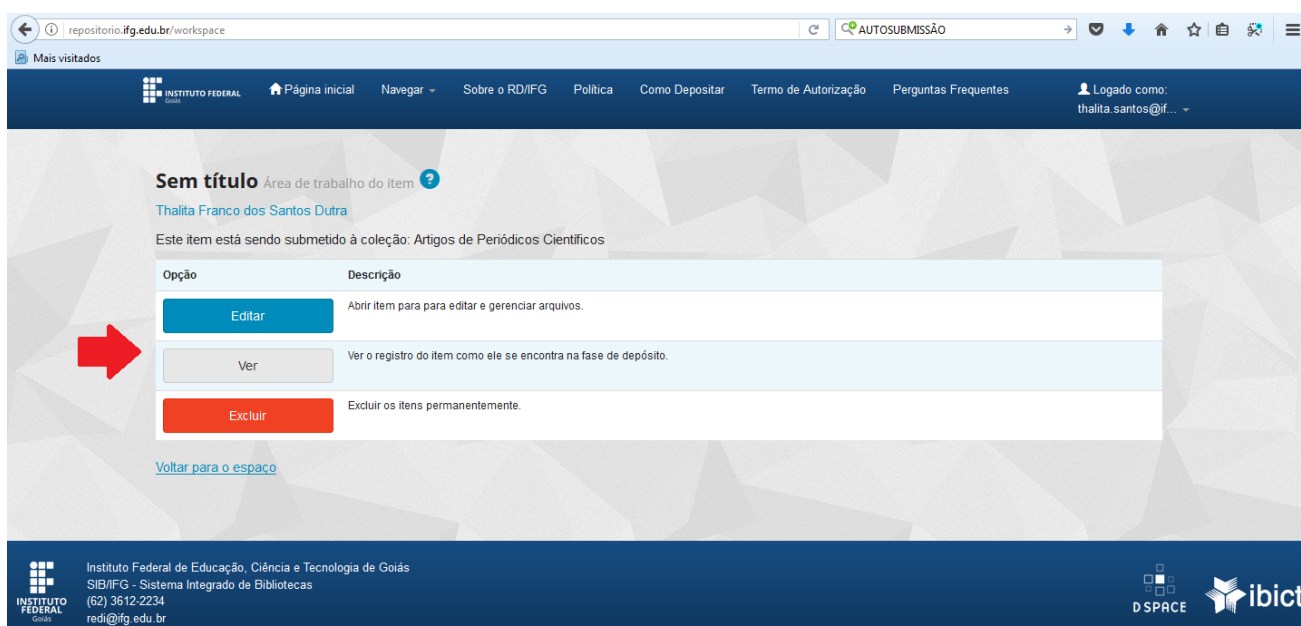 repositorio.ifg.edu.br/workspace
AUTOSUBMISSÃO
Mais visitados
INSTITUTO FEDERAL
Goiás
Página inicial
Navegar
Sobre o RD/IFG
Política
Como Depositar
Termo de Autorização
Perguntas Frequentes
Logado como:
thalita.santos@if...
Sem título Área de trabalho do item ?
Thalita Franco dos Santos Dutra
Este item está sendo submetido à coleção: Artigos de Periódicos Científicos
Opção Descrição
Editar Abrir item para para editar e gerenciar arquivos.
Ver Ver o registro do item como ele se encontra na fase de depósito.
Excluir Excluir os itens permanentemente.
Voltar para o espaço
INSTITUTO
FEDERAL
Goiás
Instituto Federal de Educação, Ciência e Tecnologia de Goiás
SIB/IFG - Sistema Integrado de Bibliotecas
(62) 3612-2234
redi@ifg.edu.br
DSPACE
ibict